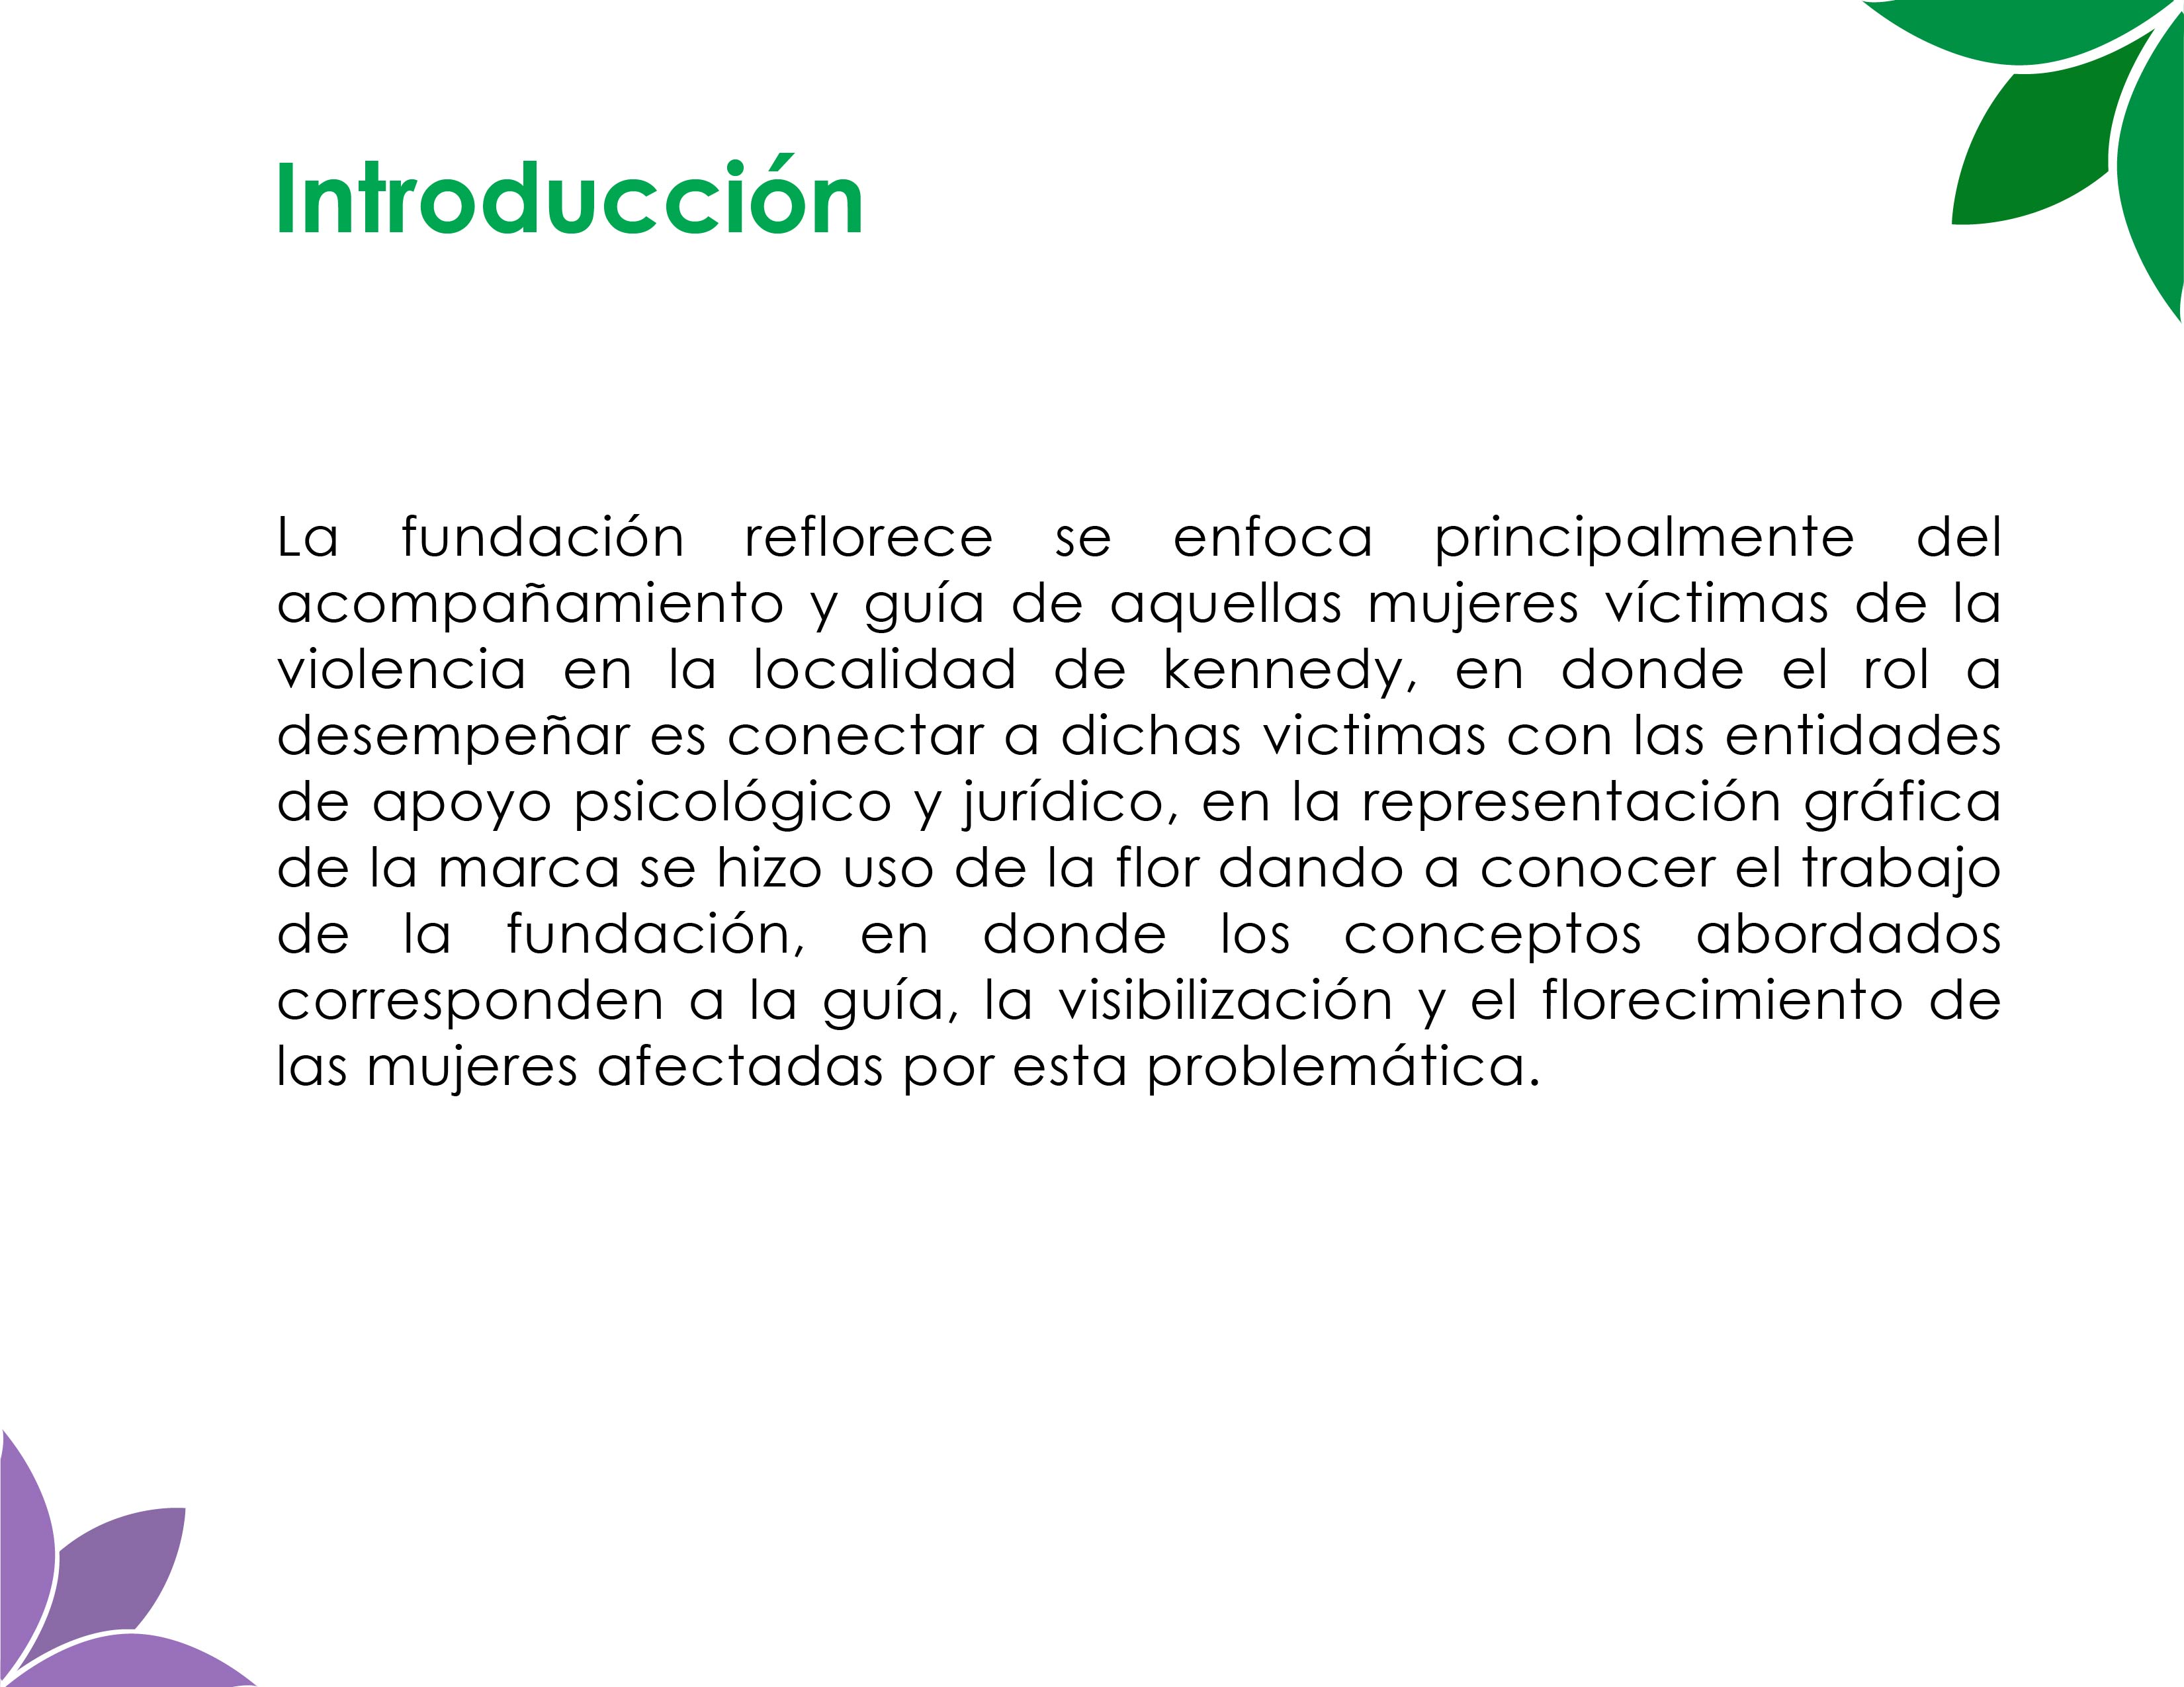 Introducción
La fundación reflorece se enfoca principalmente del
acompañamiento y guía de aquellas mujeres víctimas de la
violencia en la localidad de kennedy, en donde el rol a
desempeñar es conectar a dichas victimas con las entidades
de apoyo psicológico y jurídico, en la representación gráfica
de la marca se hizo uso de la flor dando a conocer el trabajo
de la fundación, en donde los conceptos abordados
corresponden a la guía, la visibilización y el florecimiento de
las mujeres afectadas por esta problemática.